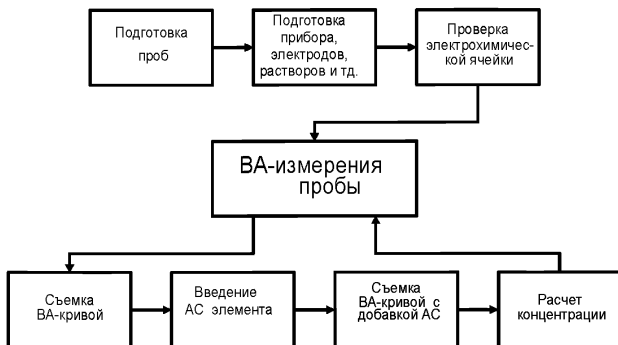 Подготовка
проб
Подготовка
прибора,
электродов,
растворов и тд.
Проверка
электрохимичес-
ской ячейки
ВА-измерения
пробы
Съемка
ВА-кривой
Введение
АС элемента
Съемка
ВА-кривой с
добавкой АС
Расчет
концентрации